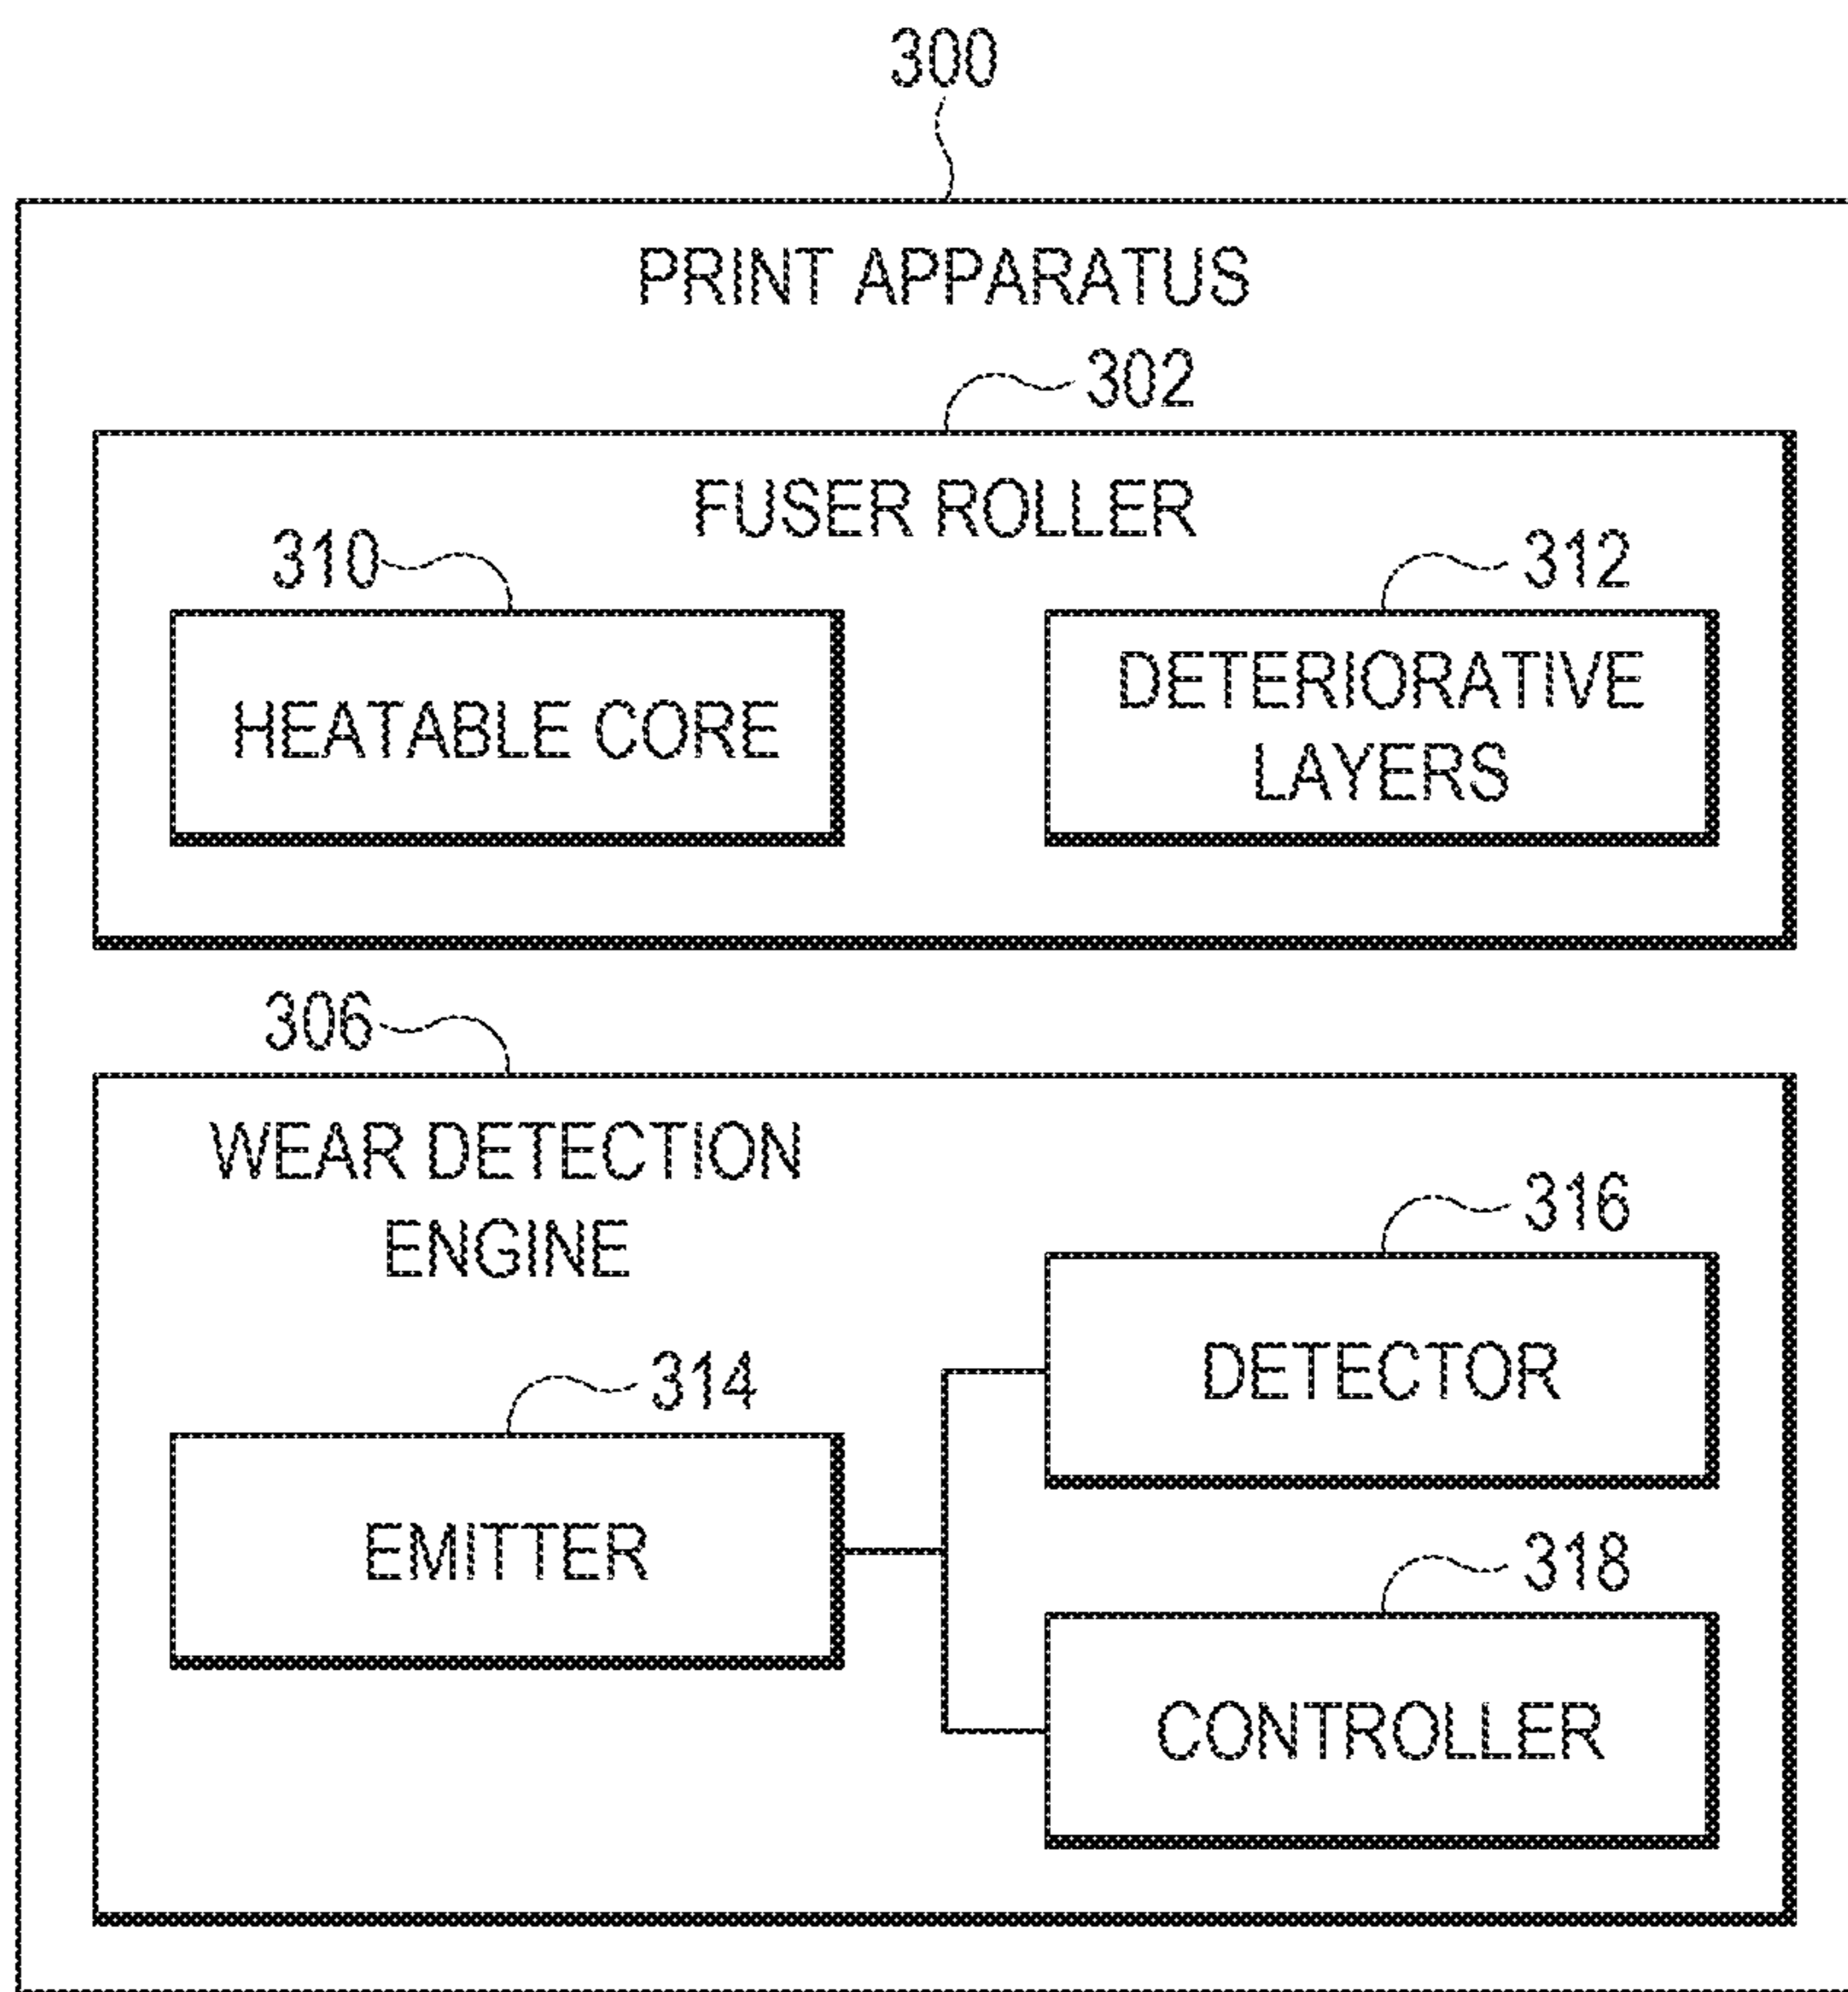 300
PRINT APPARATUS
302
FUSER ROLLER
310
312
HEATABLE CORE
DETERIORATIVE
LAYERS
306
WEAR DETECTION
ENGINE
316
DETECTOR
314
EMITTER
318
CONTROLLER